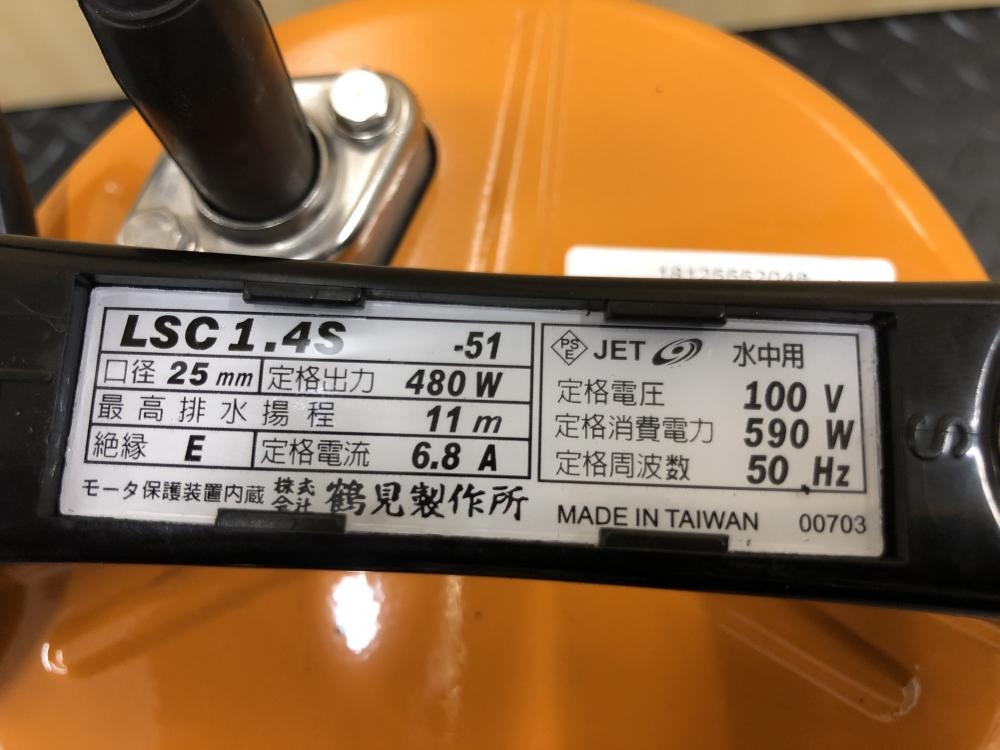 181255552048
LSC1.4S -51
口径 25 mm 定格出力 480 W
最高排水揚程 11 m
絶縁 E 定格電流 6.8 A
モータ保護装置内蔵 株式会社 鶴見製作所
PSE JET 水中用
定格電圧 100 V
定格消費電力 590 W
定格周波数 50 Hz
MADE IN TAIWAN 00703